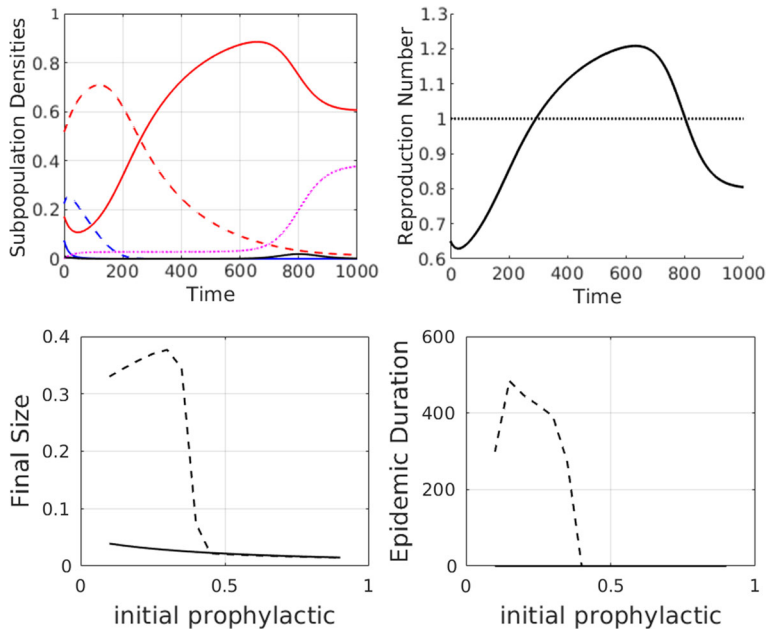 Subpopulation Densities
1
0.8
0.6
0.4
0.2
0
0 200 400 600 800 1000
Time
Reproduction Number
1.3
1.2
1.1
1
0.9
0.8
0.7
0.6
0 200 400 600 800 1000
Time
Final Size
0.4
0.3
0.2
0.1
0
0 0.5 1
initial prophylactic
Epidemic Duration
600
400
200
0
0 0.5 1
initial prophylactic